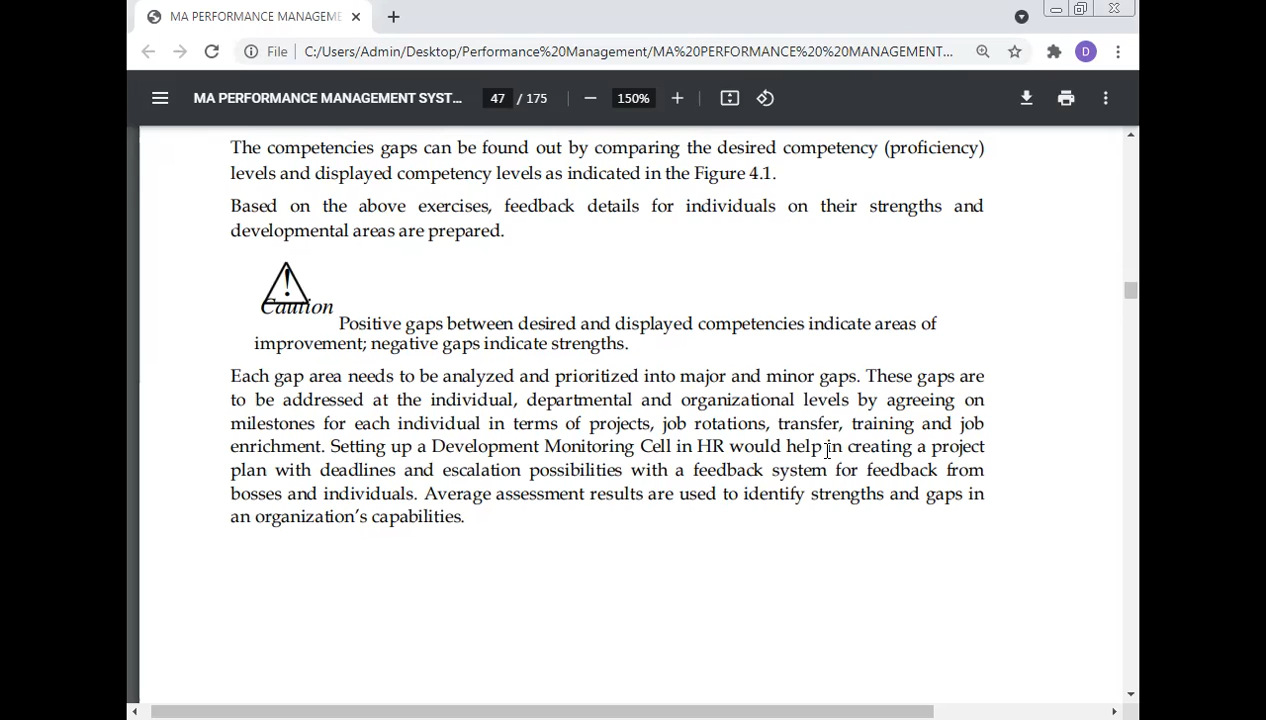 MA PERFORMANCE MANAGEME
File C:/Users/Admin/Desktop/Performance%20Management/MA%20PERFORMANCE%20%20MANAGEMENT... D
MA PERFORMANCE MANAGEMENT SYST... 47 / 175 150%
The competencies gaps can be found out by comparing the desired competency (proficiency)
levels and displayed competency levels as indicated in the Figure 4.1.
Based on the above exercises, feedback details for individuals on their strengths and
developmental areas are prepared.
!
Caution
Positive gaps between desired and displayed competencies indicate areas of
improvement; negative gaps indicate strengths.
Each gap area needs to be analyzed and prioritized into major and minor gaps. These gaps are
to be addressed at the individual, departmental and organizational levels by agreeing on
milestones for each individual in terms of projects, job rotations, transfer, training and job
enrichment. Setting up a Development Monitoring Cell in HR would help in creating a project
plan with deadlines and escalation possibilities with a feedback system for feedback from
bosses and individuals. Average assessment results are used to identify strengths and gaps in
an organization's capabilities.